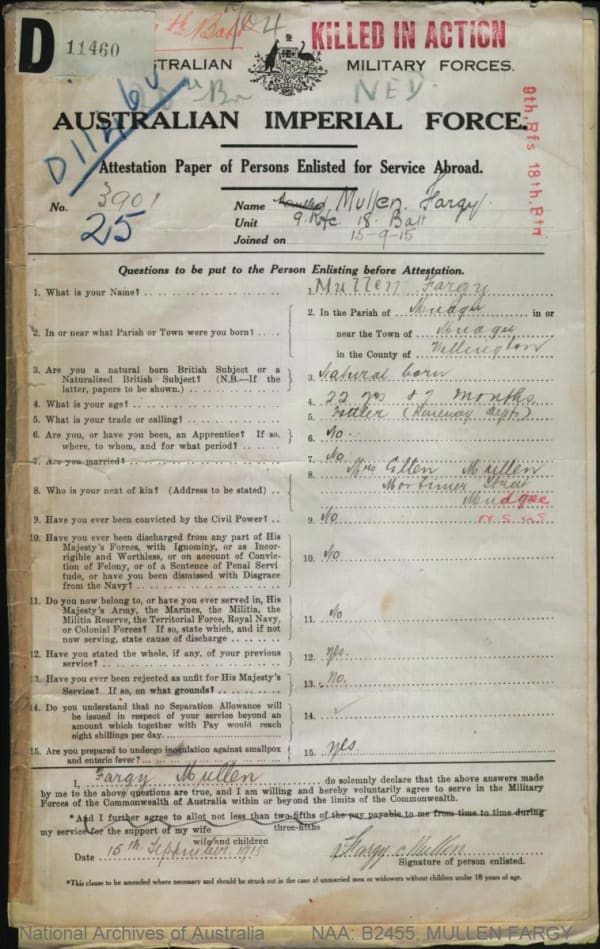 D 11460
KILLED IN ACTION
AUSTRALIAN MILITARY FORCES.
NED
D11460
AUSTRALIAN IMPERIAL FORCE.
Attestation Paper of Persons Enlisted for Service Abroad.
9th. Rfs 18th. Btn
No. 3901
25
Name Mullen. Fargy.
Unit 9. Rfc 18. Batt
Joined on 15-9-15
Questions to be put to the Person Enlisting before Attestation.
1. What is your Name? 1. Mullen Fargy
2. In or near what Parish or Town were you born? 2. In the Parish of Mudgee in or
near the Town of Mudgee
in the County of Wellington
3. Are you a natural born British Subject or a
Naturalized British Subject? (N.B.—If the
latter, papers to be shown.) 3. Natural born
4. What is your age? 4. 22 yrs 7 months
5. What is your trade or calling? 5. (Railway Dept)
6. Are you, or have you been, an Apprentice? If so,
where, to whom, and for what period? 6. No.
7. Are you married? 7. No
8. Who is your next of kin? (Address to be stated) 8. Mrs Ellen Mullen
Mortimer Street
Mudgee
N.S.W.
9. Have you ever been convicted by the Civil Power? 9. No
10. Have you ever been discharged from any part of His
Majesty's Forces, with Ignominy, or as Incor-
rigible and Worthless, or on account of Convic-
tion of Felony, or of a Sentence of Penal Servi
tude, or have you been dismissed with Disgrace
from the Navy? 10. No
11. Do you now belong to, or have you ever served in, His
Majesty's Army, the Marines, the Militia, the
Militia Reserve, the Territorial Force, Royal Navy,
or Colonial Forces? If so, state which, and if not
now serving, state cause of discharge 11. No
12. Have you stated the whole, if any, of your previous
service? 12. yes.
13. Have you ever been rejected as unfit for His Majesty's
Service? If so, on what grounds? 13. No.
14. Do you understand that no Separation Allowance will
be issued in respect of your service beyond an
amount which together with Pay would reach
eight shillings per day. 14.
15. Are you prepared to undergo inoculation against smallpox
and enteric fever? 15. yes
I, Fargy Mullen do solemnly declare that the above answers made
by me to the above questions are true, and I am willing and hereby voluntarily agree to serve in the Military
Forces of the Commonwealth of Australia within or beyond the limits of the Commonwealth.
*And I further agree to allot not less than two-fifths of the pay payable to me from time to time during
three-fifths
my service for the support of my wife
wife and children
Date 15th September 1915 Fargy Mullen
Signature of person enlisted.
*This clause to be amended where necessary and should be struck out in the case of unmarried men or widowers without children under 18 years of age.
National Archives of Australia NAA: B2455, MULLEN FARGY